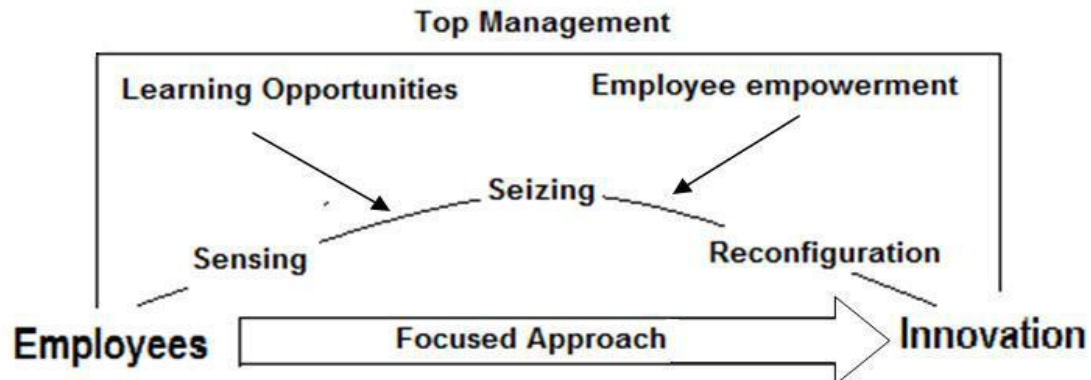 Top Management
Learning Opportunities
Employee empowerment
Seizing
Sensing
Reconfiguration
Employees
Focused Approach
Innovation